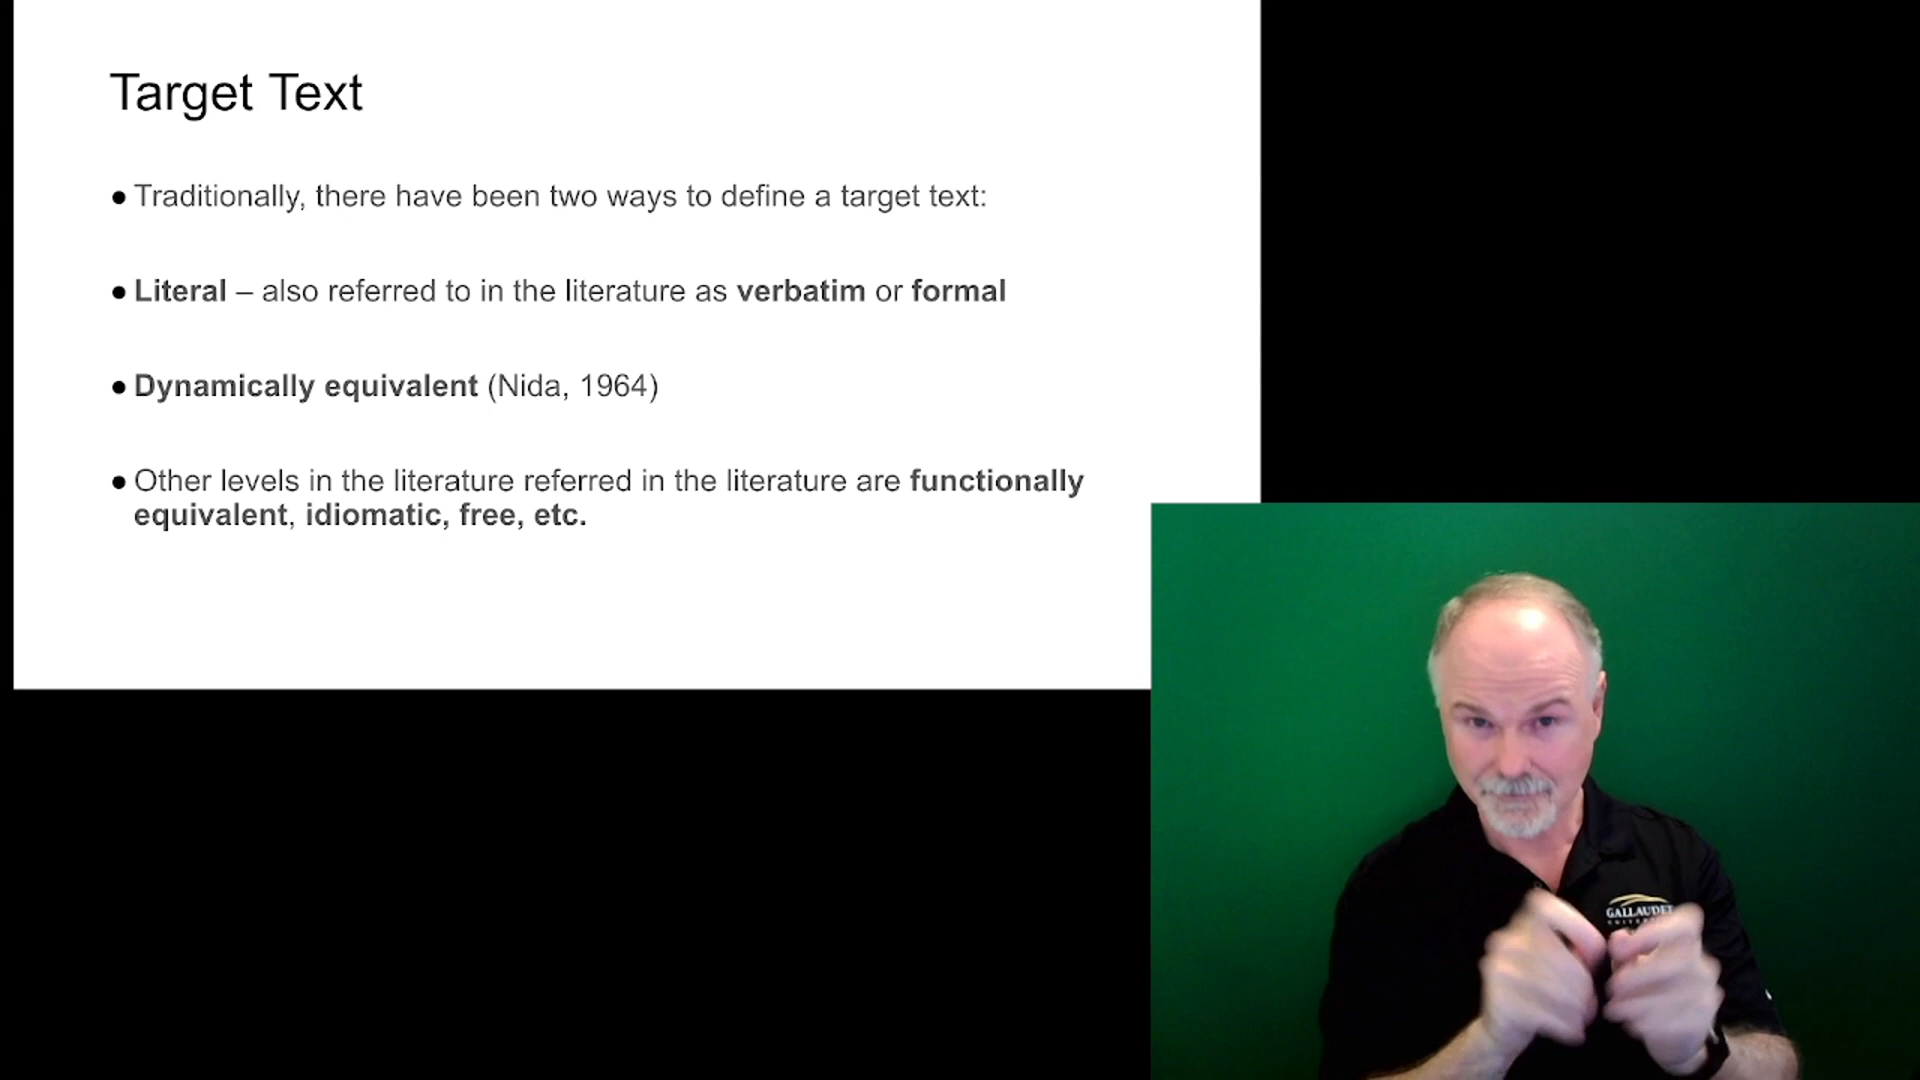 Target Text
● Traditionally, there have been two ways to define a target text:
● Literal – also referred to in the literature as verbatim or formal
● Dynamically equivalent (Nida, 1964)
● Other levels in the literature referred in the literature are functionally
equivalent, idiomatic, free, etc.
GALLAUDET